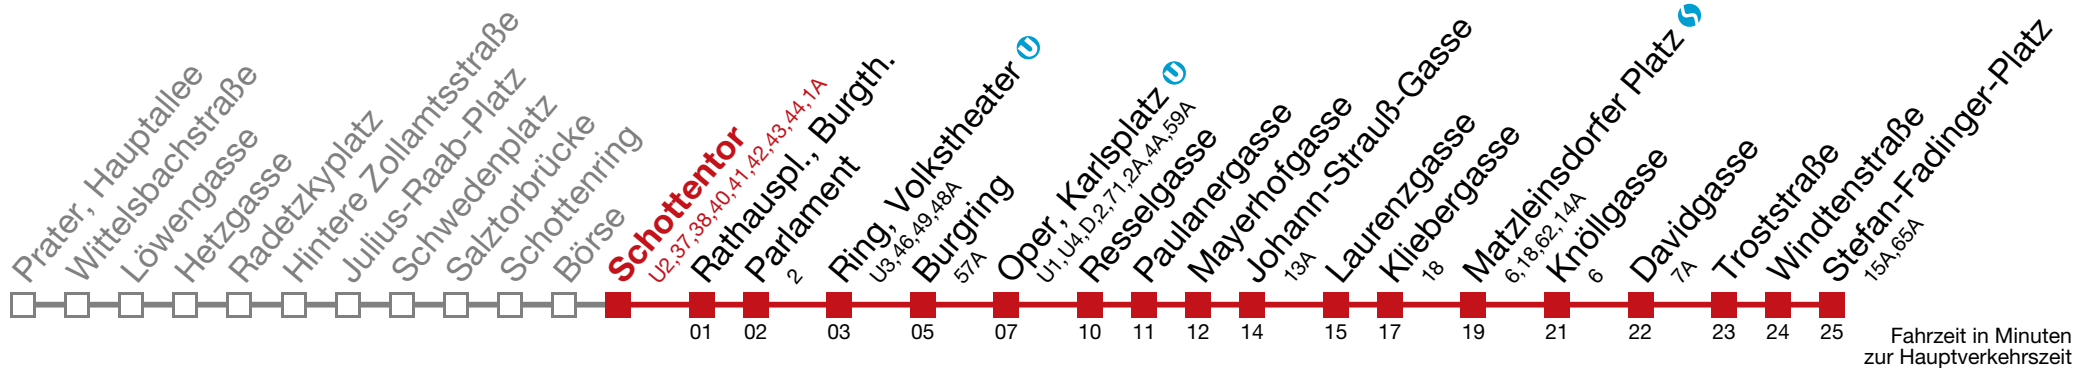 Prater, Hauptallee
Wittelsbachstraße
Löwengasse
Hetzgasse
Radetzkyplatz
Hintere Zollamtsstraße
Julius-Raab-Platz
Schwedenplatz
Salztorbrücke
Schottenring
Börse
Schottentor
U2,37,38,40,41,42,43,44,1A
Rathauspl., Burgth.
Parlament
2
Ring, Volkstheater U
U3,46,49,48A
Burgring
57A
Oper, Karlsplatz U
U1,U4,D,2,71,2A,4A,59A
Resselgasse
Paulanergasse
Mayerhofgasse
Johann-Strauß-Gasse
13A
Laurenzgasse
Kliebergasse
18
Matzleinsdorfer Platz S
6,18,62,14A
Knöllgasse
6
Davidgasse
7A
Troststraße
Windtenstraße
Stefan-Fadinger-Platz
15A,65A
01 02 03 05 07 10 11 12 14 15 17 19 21 22 23 24 25
Fahrzeit in Minuten
zur Hauptverkehrszeit